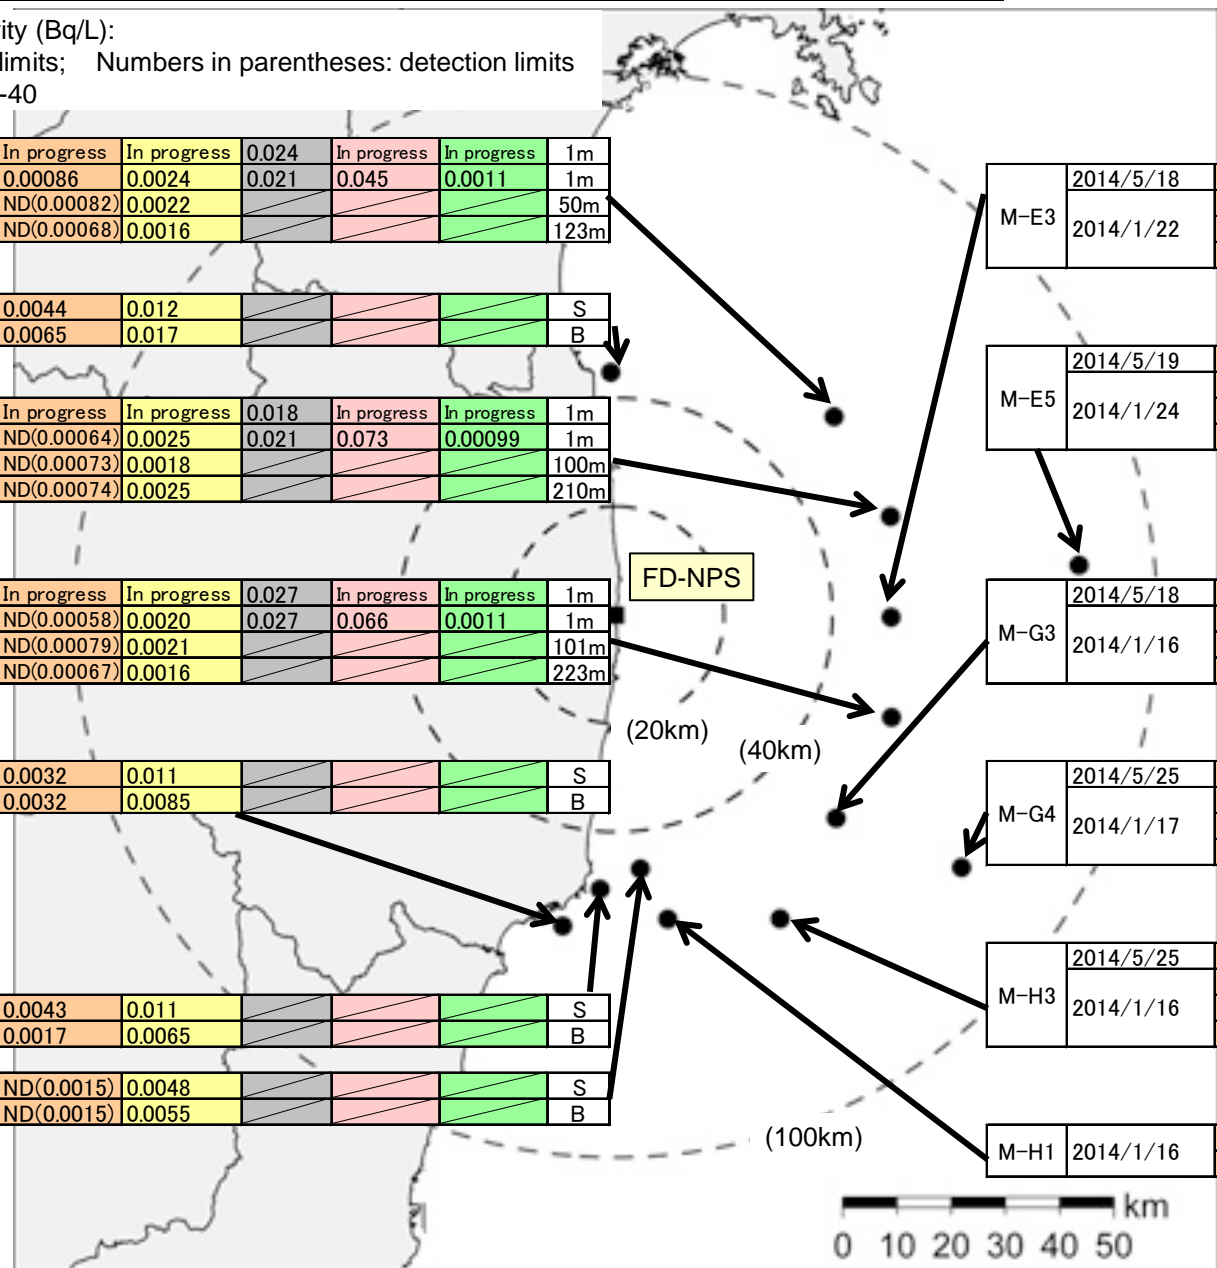 ity (Bq/L):
limits; Numbers in parentheses: detection limits
-40
In progress In progress 0.024 In progress In progress 1m
0.00086 0.0024 0.021 0.045 0.0011 1m
ND(0.00082) 0.0022 50m
ND(0.00068) 0.0016 123m
0.0044 0.012 S
0.0065 0.017 B
In progress In progress 0.018 In progress In progress 1m
ND(0.00064) 0.0025 0.021 0.073 0.00099 1m
ND(0.00073) 0.0018 100m
ND(0.00074) 0.0025 210m
In progress In progress 0.027 In progress In progress 1m
ND(0.00058) 0.0020 0.027 0.066 0.0011 1m
ND(0.00079) 0.0021 101m
ND(0.00067) 0.0016 223m
0.0032 0.011 S
0.0032 0.0085 B
0.0043 0.011 S
0.0017 0.0065 B
ND(0.0015) 0.0048 S
ND(0.0015) 0.0055 B
FD-NPS
(20km)
(40km)
(100km)
M-E3 2014/5/18
2014/1/22
M-E5 2014/5/19
2014/1/24
M-G3 2014/5/18
2014/1/16
M-G4 2014/5/25
2014/1/17
M-H3 2014/5/25
2014/1/16
M-H1 2014/1/16
km
0 10 20 30 40 50